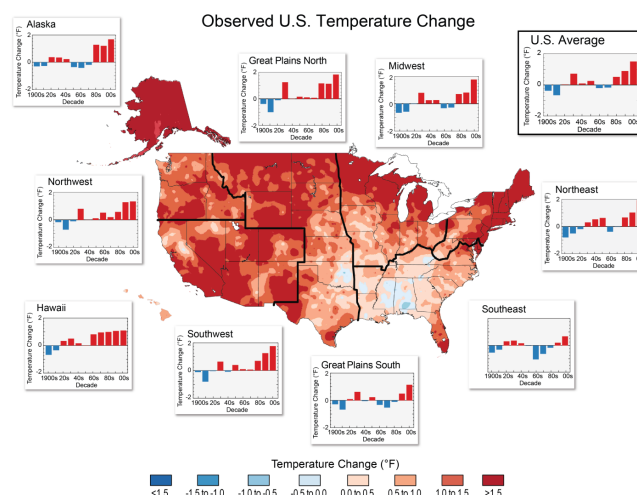 Observed U.S. Temperature Change
Alaska
Temperature Change (°F)
2
0
-2
1900s 20s 40s 60s 80s 00s
Decade
Great Plains North
Temperature Change (°F)
2
0
-2
1900s 20s 40s 60s 80s 00s
Decade
Midwest
Temperature Change (°F)
2
0
-2
1900s 20s 40s 60s 80s 00s
Decade
U.S. Average
Temperature Change (°F)
2
0
-2
1900s 20s 40s 60s 80s 00s
Decade
Northwest
Temperature Change (°F)
2
0
-2
1900s 20s 40s 60s 80s 00s
Decade
Northeast
Temperature Change (°F)
2
0
-2
1900s 20s 40s 60s 80s
Decade
Hawaii
Temperature Change (°F)
2
0
-2
1900s 20s 40s 60s 80s 00s
Decade
Southwest
Temperature Change (°F)
2
0
-2
1900s 20s 40s 60s 80s 00s
Decade
Great Plains South
Temperature Change (°F)
2
0
-2
1900s 20s 40s 60s 80s 00s
Decade
Southeast
Temperature Change (°F)
2
0
-2
1900s 20s 40s 60s 80s 00s
Decade
Temperature Change (°F)
<1.5 -1.5 to -1.0 -1.0 to -0.5 -0.5 to 0.0 0.0 to 0.5 0.5 to 1.0 1.0 to 1.5 >1.5